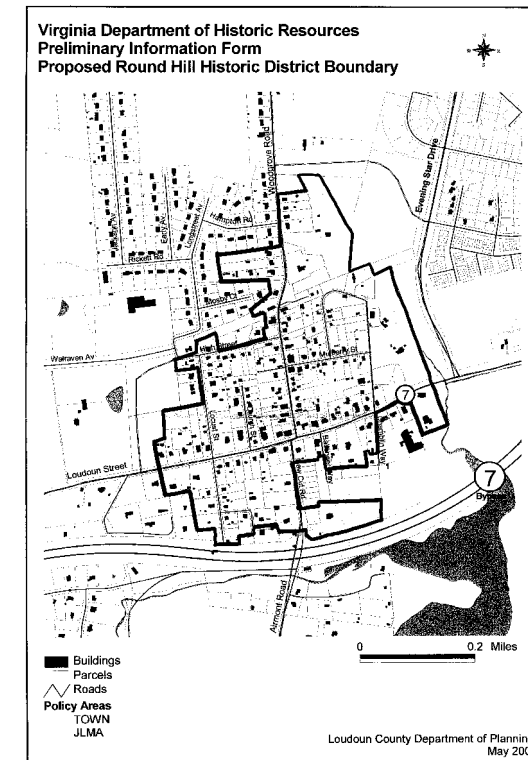 Virginia Department of Historic Resources
Preliminary Information Form
Proposed Round Hill Historic District Boundary
Woodgrove Road
Evening Star Drive
Hampton Rd
Longstreet Av
Early Av
Jackson Av
Rickett Rd
Mosby Ct
High Street
Walraven Av
Mulberry St
Locust St
7
Loudoun Street
7
Bypass
Airmont Road
0 0.2 Miles
Buildings
Parcels
Roads
Policy Areas
TOWN
JLMA
Loudoun County Department of Plannin
May 200